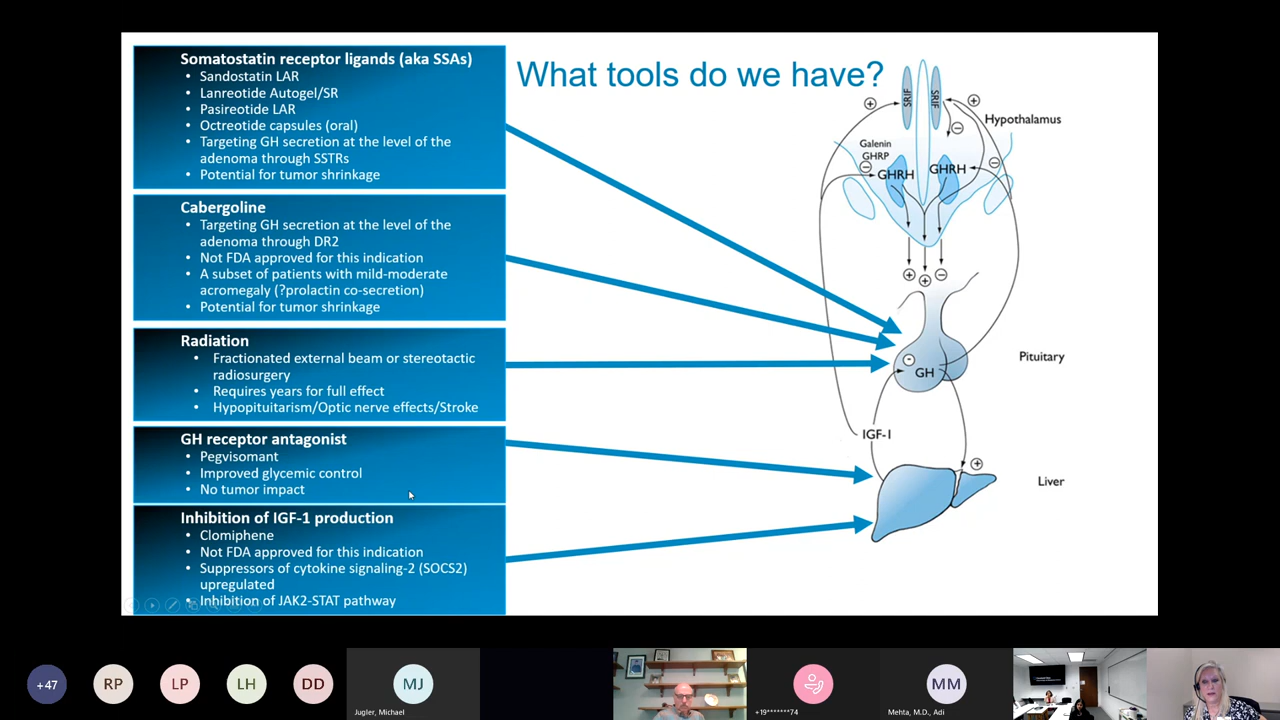 What tools do we have?
Somatostatin receptor ligands (aka SSAs)
• Sandostatin LAR
• Lanreotide Autogel/SR
• Pasireotide LAR
• Octreotide capsules (oral)
• Targeting GH secretion at the level of the
adenoma through SSTRs
• Potential for tumor shrinkage
Cabergoline
• Targeting GH secretion at the level of the
adenoma through DR2
• Not FDA approved for this indication
• A subset of patients with mild-moderate
acromegaly (?prolactin co-secretion)
• Potential for tumor shrinkage
Radiation
• Fractionated external beam or stereotactic
radiosurgery
• Requires years for full effect
• Hypopituitarism/Optic nerve effects/Stroke
GH receptor antagonist
• Pegvisomant
• Improved glycemic control
• No tumor impact
Inhibition of IGF-1 production
• Clomiphene
• Not FDA approved for this indication
• Suppressors of cytokine signaling-2 (SOCS2)
upregulated
• Inhibition of JAK2-STAT pathway
SRIF
SRIF
Hypothalamus
Galenin
GHRP
GHRH
GHRH
Pituitary
GH
IGF-1
Liver
+47
RP
LP
LH
DD
MJ
Jugler, Michael
+19*******74
MM
Mehta, M.D., Adi